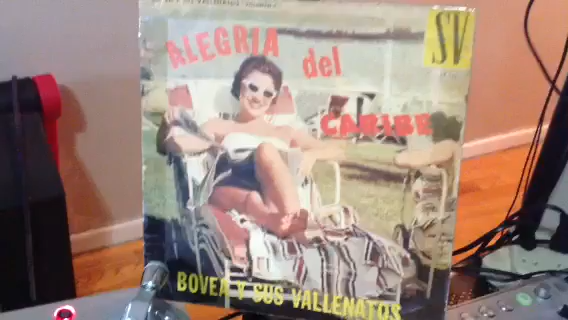 ALEGRIA del
CARIBE
SV
BOVEA Y SUS VALLENATOS